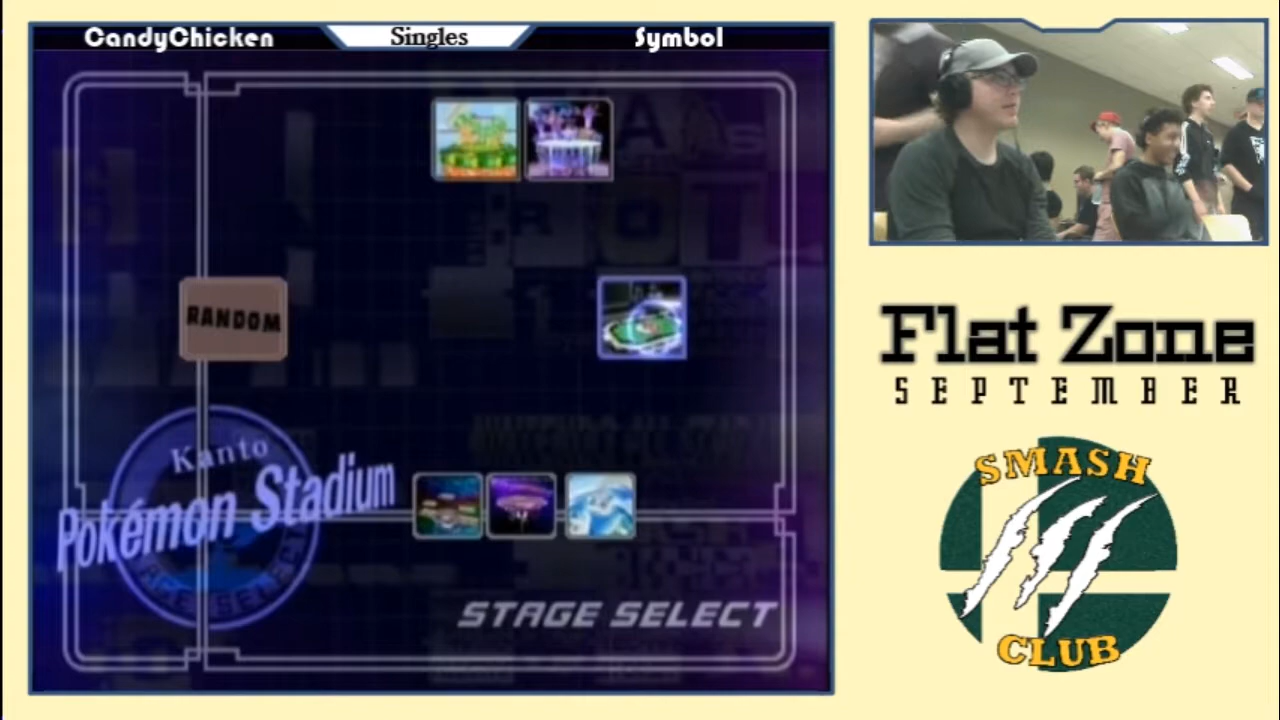 CandyChicken
Singles
Symbol
RANDOM
Kanto
Pokémon Stadium
STAGE SELECT
Flat Zone
SEPTEMBER
SMASH
CLUB